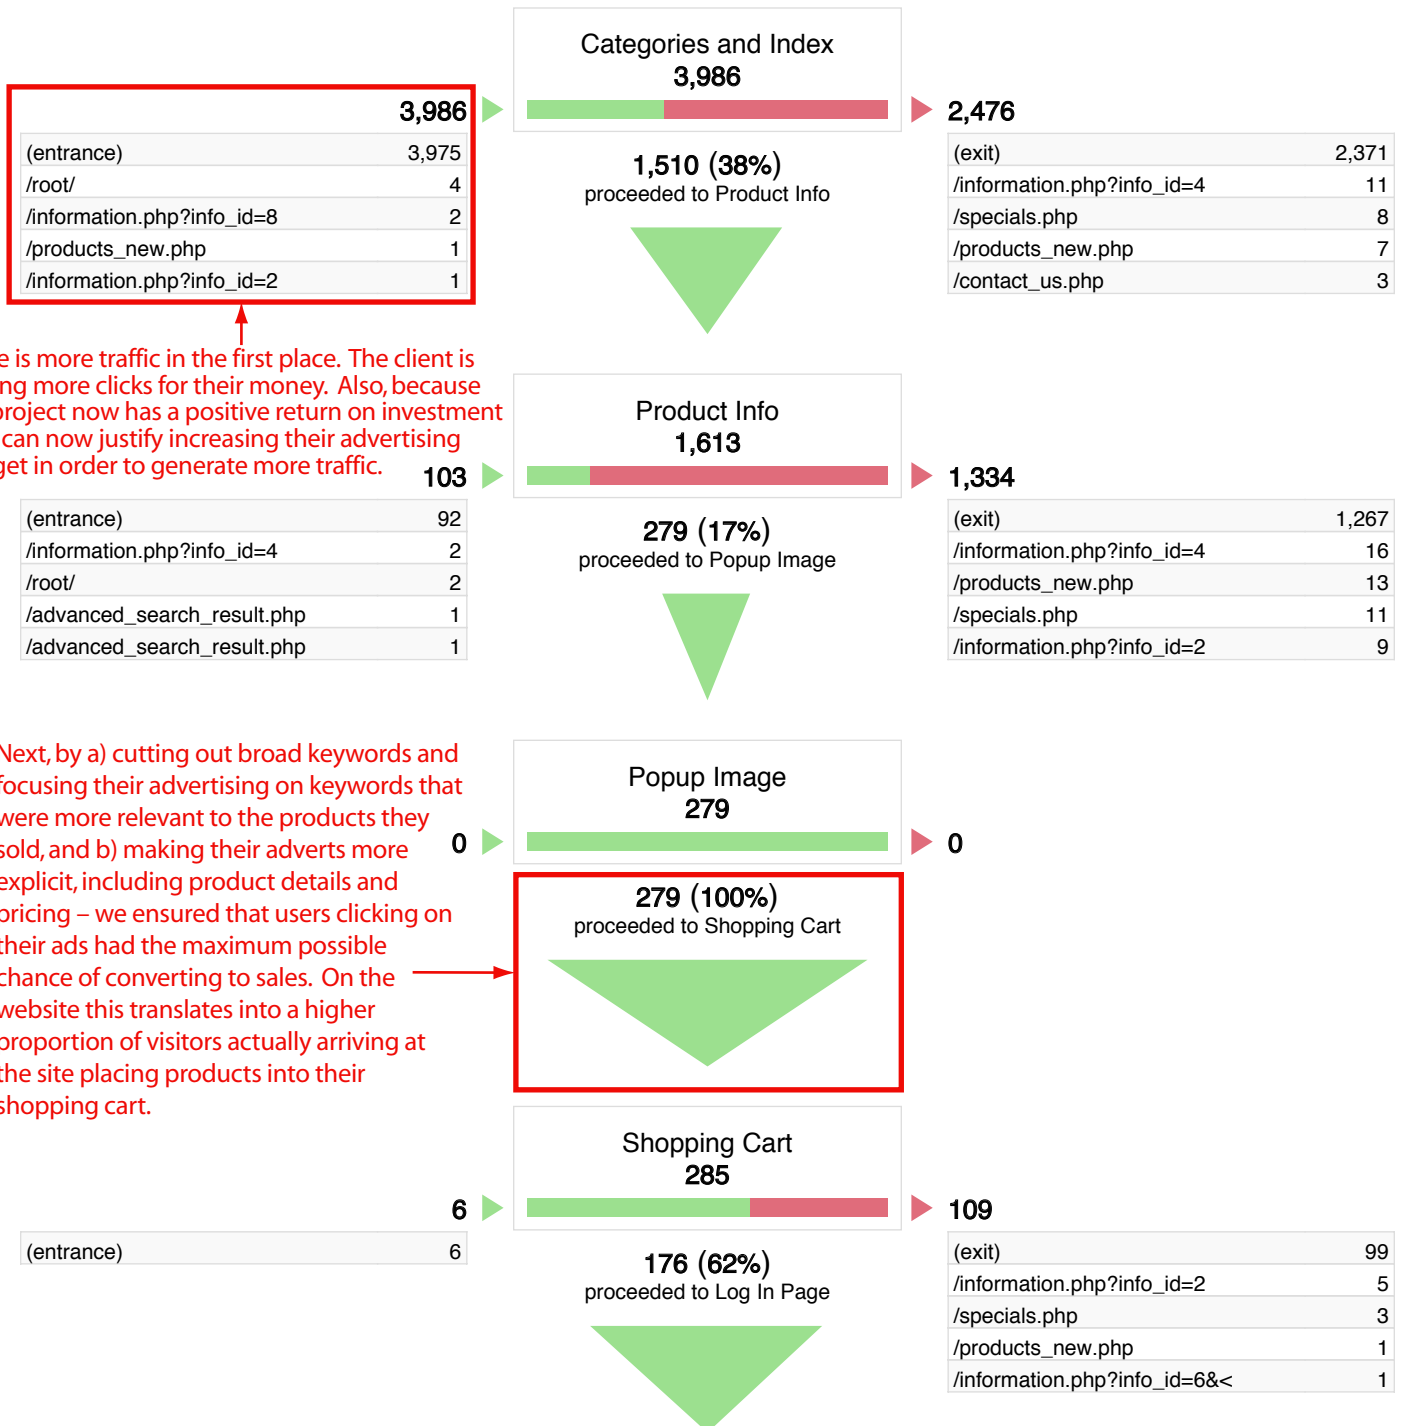 Categories and Index
3,986
3,986
2,476
(entrance) 3,975
/root/ 4
/information.php?info_id=8 2
/products_new.php 1
/information.php?info_id=2 1
1,510 (38%)
proceeded to Product Info
(exit) 2,371
/information.php?info_id=4 11
/specials.php 8
/products_new.php 7
/contact_us.php 3
e is more traffic in the first place. The client is
ng more clicks for their money. Also, because
project now has a positive return on investment
can now justify increasing their advertising
get in order to generate more traffic.
Product Info
1,613
103
1,334
(entrance) 92
/information.php?info_id=4 2
/root/ 2
/advanced_search_result.php 1
/advanced_search_result.php 1
279 (17%)
proceeded to Popup Image
(exit) 1,267
/information.php?info_id=4 16
/products_new.php 13
/specials.php 11
/information.php?info_id=2 9
Next, by a) cutting out broad keywords and
focusing their advertising on keywords that
were more relevant to the products they
sold, and b) making their adverts more
explicit, including product details and
pricing – we ensured that users clicking on
their ads had the maximum possible
chance of converting to sales. On the
website this translates into a higher
proportion of visitors actually arriving at
the site placing products into their
shopping cart.
Popup Image
279
0
0
279 (100%)
proceeded to Shopping Cart
Shopping Cart
285
6
109
(entrance) 6
176 (62%)
proceeded to Log In Page
(exit) 99
/information.php?info_id=2 5
/specials.php 3
/products_new.php 1
/information.php?info_id=6&< 1